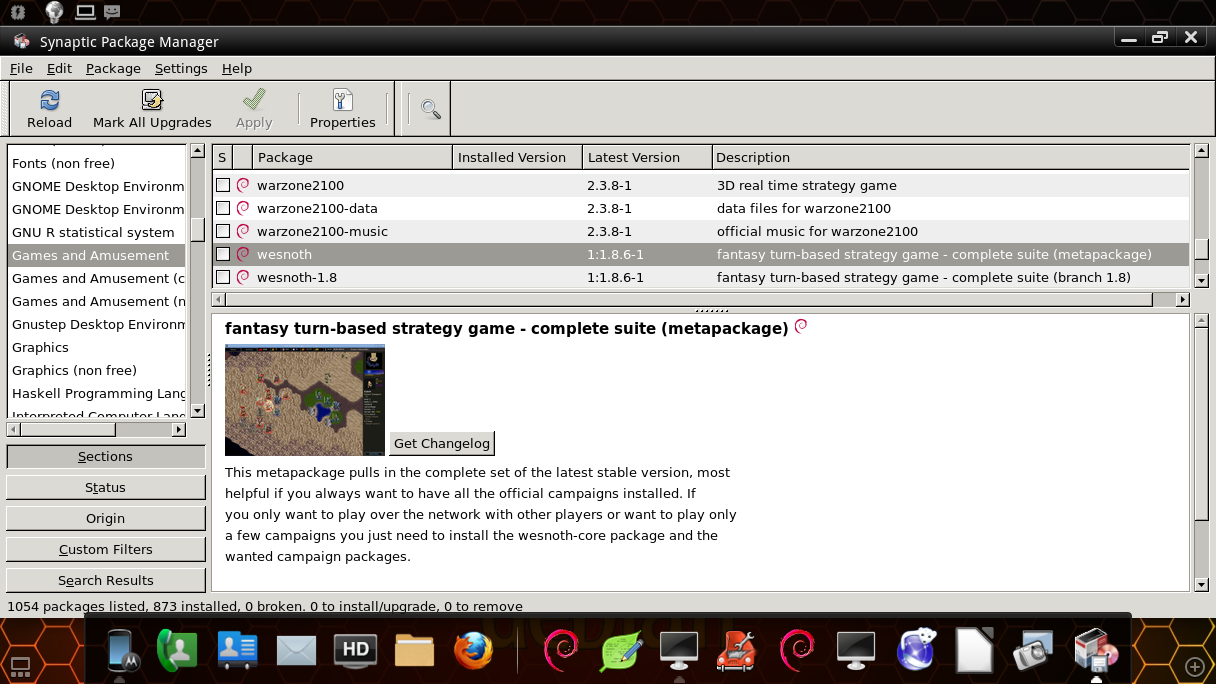 Synaptic Package Manager
File Edit Package Settings Help
Reload Mark All Upgrades Apply Properties
Fonts (non free)
GNOME Desktop Environm
GNOME Desktop Environm
GNU R statistical system
Games and Amusement
Games and Amusement (c
Games and Amusement (n
Gnustep Desktop Environm
Graphics
Graphics (non free)
Haskell Programming Lang
Interpreted Computer Lang
Sections
Status
Origin
Custom Filters
Search Results
S Package Installed Version Latest Version Description
warzone2100 2.3.8-1 3D real time strategy game
warzone2100-data 2.3.8-1 data files for warzone2100
warzone2100-music 2.3.8-1 official music for warzone2100
wesnoth 1:1.8.6-1 fantasy turn-based strategy game - complete suite (metapackage)
wesnoth-1.8 1:1.8.6-1 fantasy turn-based strategy game - complete suite (branch 1.8)
fantasy turn-based strategy game - complete suite (metapackage)
Get Changelog
This metapackage pulls in the complete set of the latest stable version, most
helpful if you always want to have all the official campaigns installed. If
you only want to play over the network with other players or want to play only
a few campaigns you just need to install the wesnoth-core package and the
wanted campaign packages.
1054 packages listed, 873 installed, 0 broken. 0 to install/upgrade, 0 to remove
debian
HD